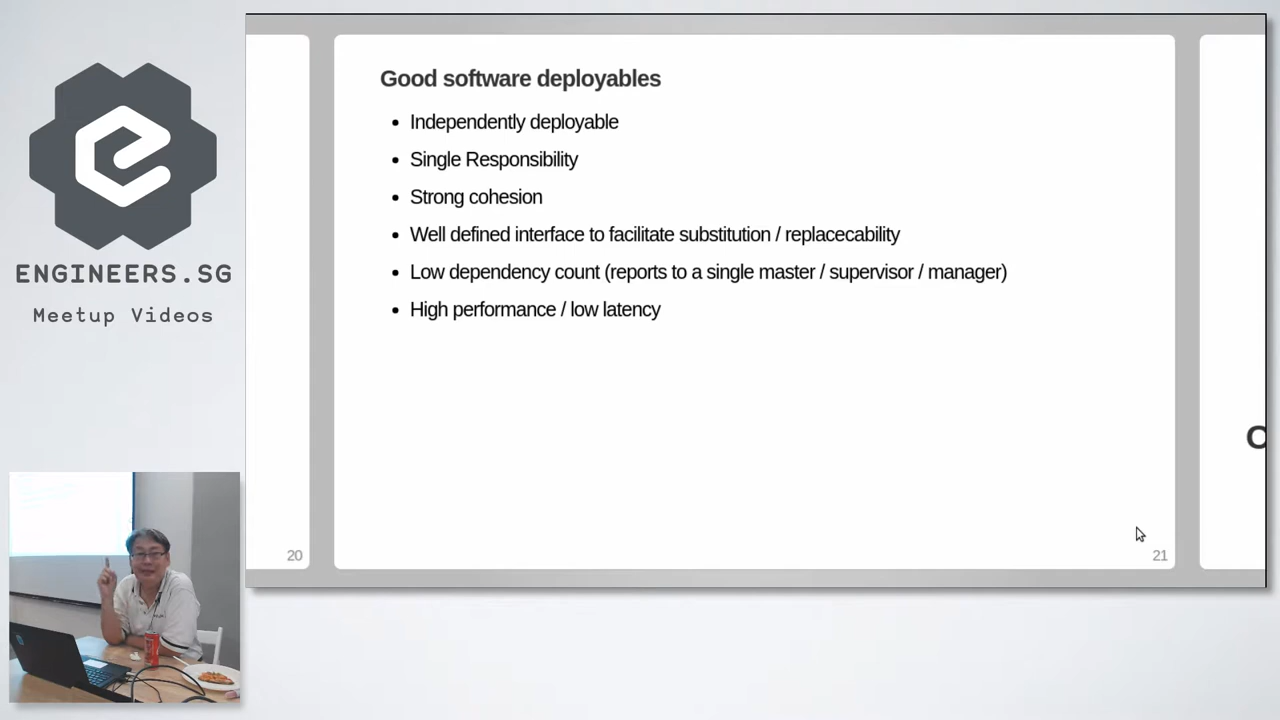 ENGINEERS.SG
Meetup Videos
Good software deployables
Independently deployable
Single Responsibility
Strong cohesion
Well defined interface to facilitate substitution / replacecability
Low dependency count (reports to a single master / supervisor / manager)
High performance / low latency
20
21